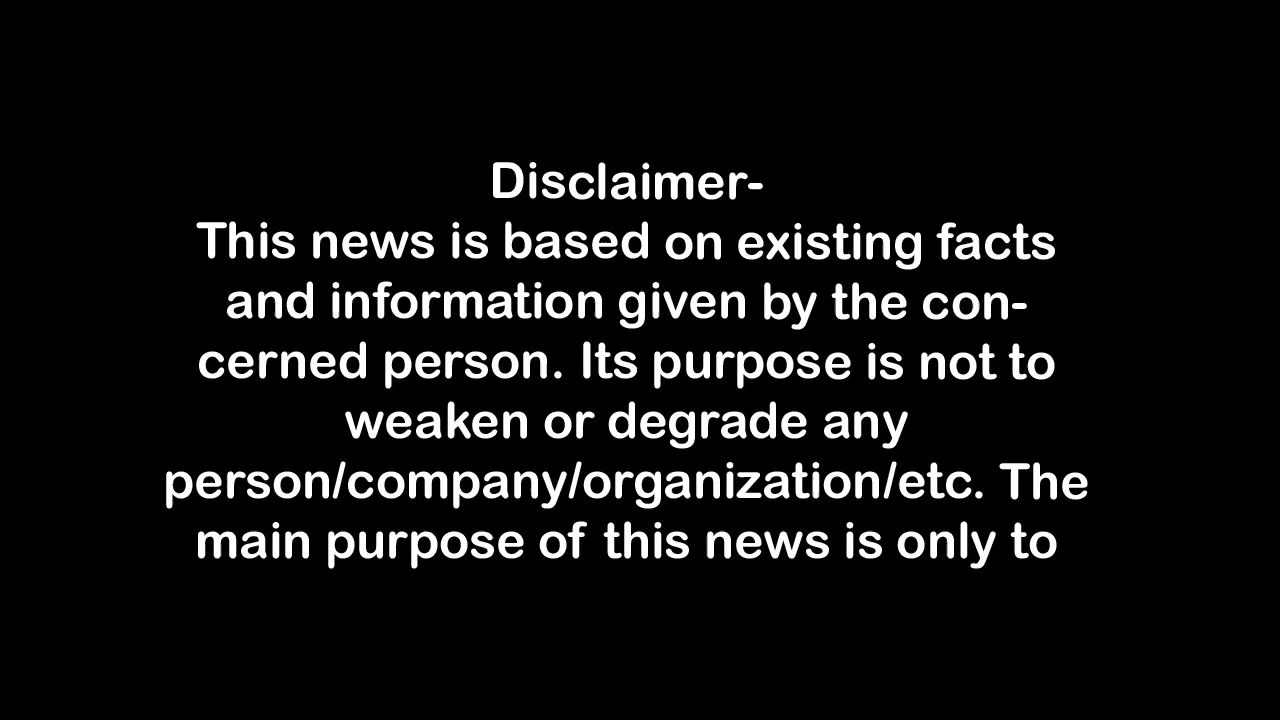 Disclaimer-
This news is based on existing facts
and information given by the con-
cerned person. Its purpose is not to
weaken or degrade any
person/company/organization/etc. The
main purpose of this news is only to